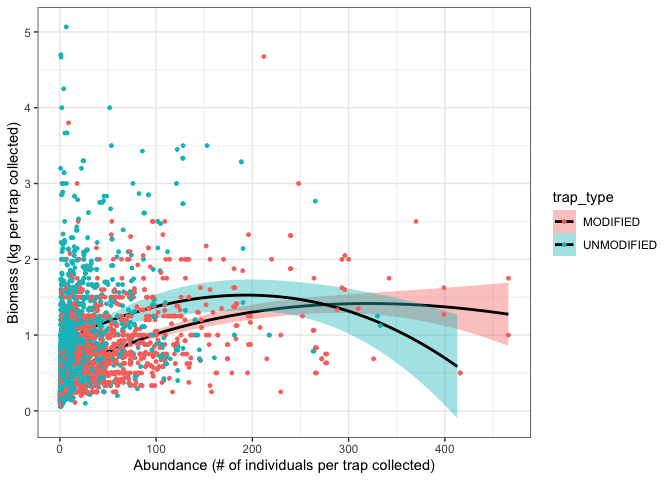 5
4
3
2
1
0
Biomass (kg per trap collected)
0
100
200
300
400
Abundance (# of individuals per trap collected)
trap_type
MODIFIED
UNMODIFIED